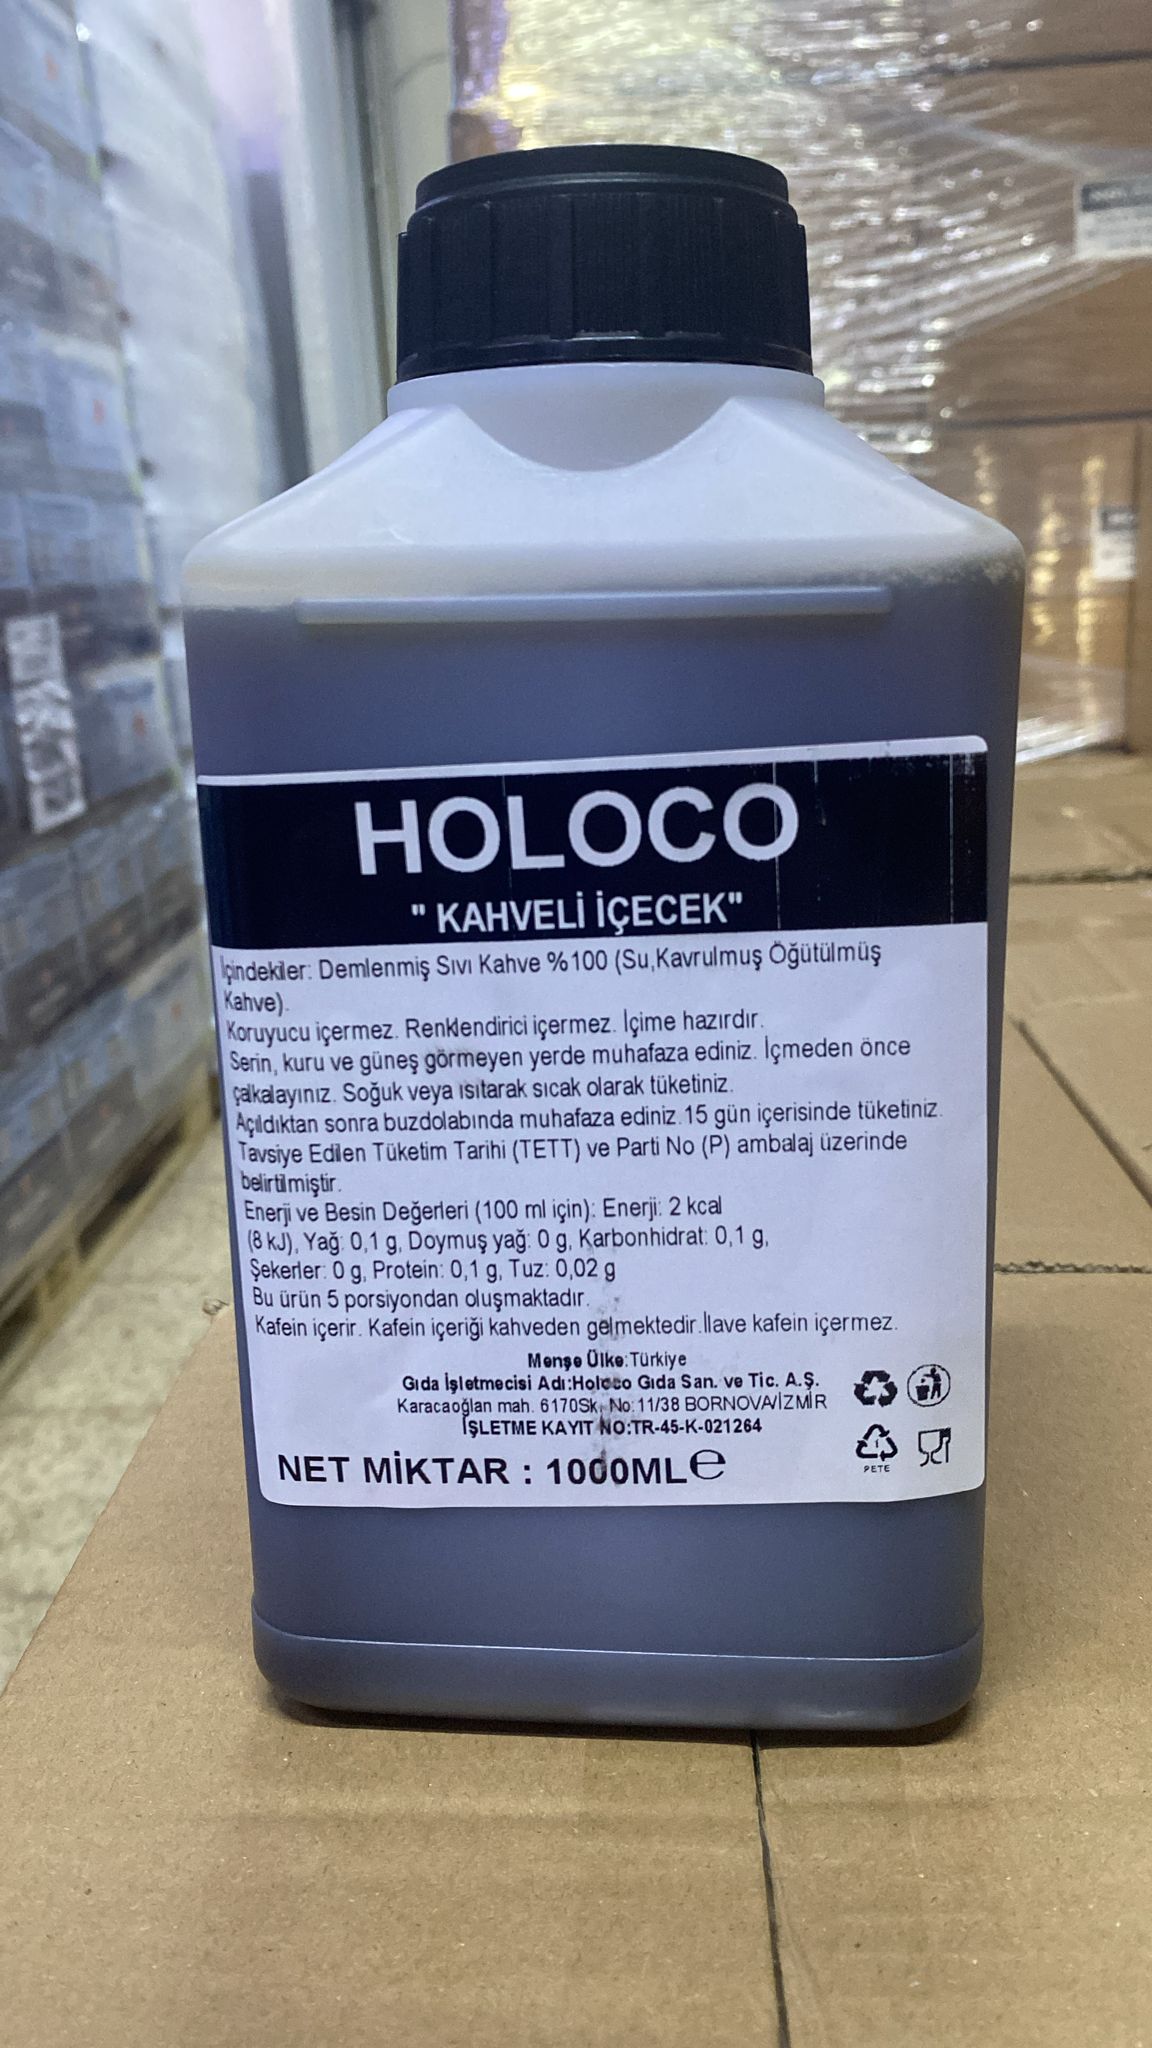 HOLOCO
" KAHVELİ İÇECEK"
İçindekiler: Demlenmiş Sıvı Kahve %100 (Su,Kavrulmuş Öğütülmüş
Kahve).
Koruyucu içermez. Renklendirici içermez. İçime hazırdır.
Serin, kuru ve güneş görmeyen yerde muhafaza ediniz. İçmeden önce
çalkalayınız. Soğuk veya ısıtarak sıcak olarak tüketiniz.
Açıldıktan sonra buzdolabında muhafaza ediniz.15 gün içerisinde tüketiniz.
Tavsiye Edilen Tüketim Tarihi (TETT) ve Parti No (P) ambalaj üzerinde
belirtilmiştir.
Enerji ve Besin Değerleri (100 ml için): Enerji: 2 kcal
(8 kJ), Yağ: 0,1 g, Doymuş yağ: 0 g, Karbonhidrat: 0,1 g,
Şekerler: 0 g, Protein: 0,1 g, Tuz: 0,02 g
Bu ürün 5 porsiyondan oluşmaktadır.
Kafein içerir. Kafein içeriği kahveden gelmektedir.İlave kafein içermez.
Menşe Ülke:Türkiye
Gıda İşletmecisi Adı:Holoco Gıda San. ve Tic. A.Ş.
Karacaoğlan mah. 6170Sk. No:11/38 BORNOVA/İZMİR
İŞLETME KAYIT NO:TR-45-K-021264
NET MİKTAR : 1000ML℮
1
PETE